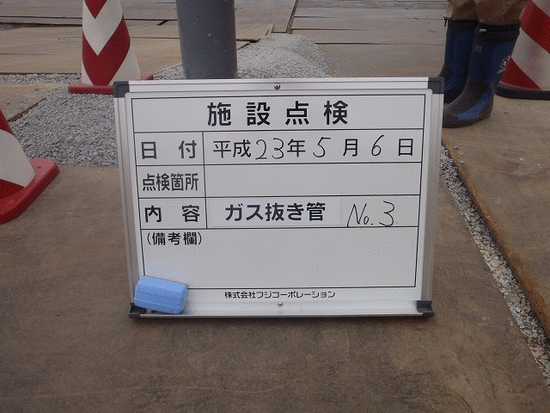 施設点検
日付 平成23年5月6日
点検箇所
内容 ガス抜き管 No.3
(備考欄)
株式会社フジコーポレーション